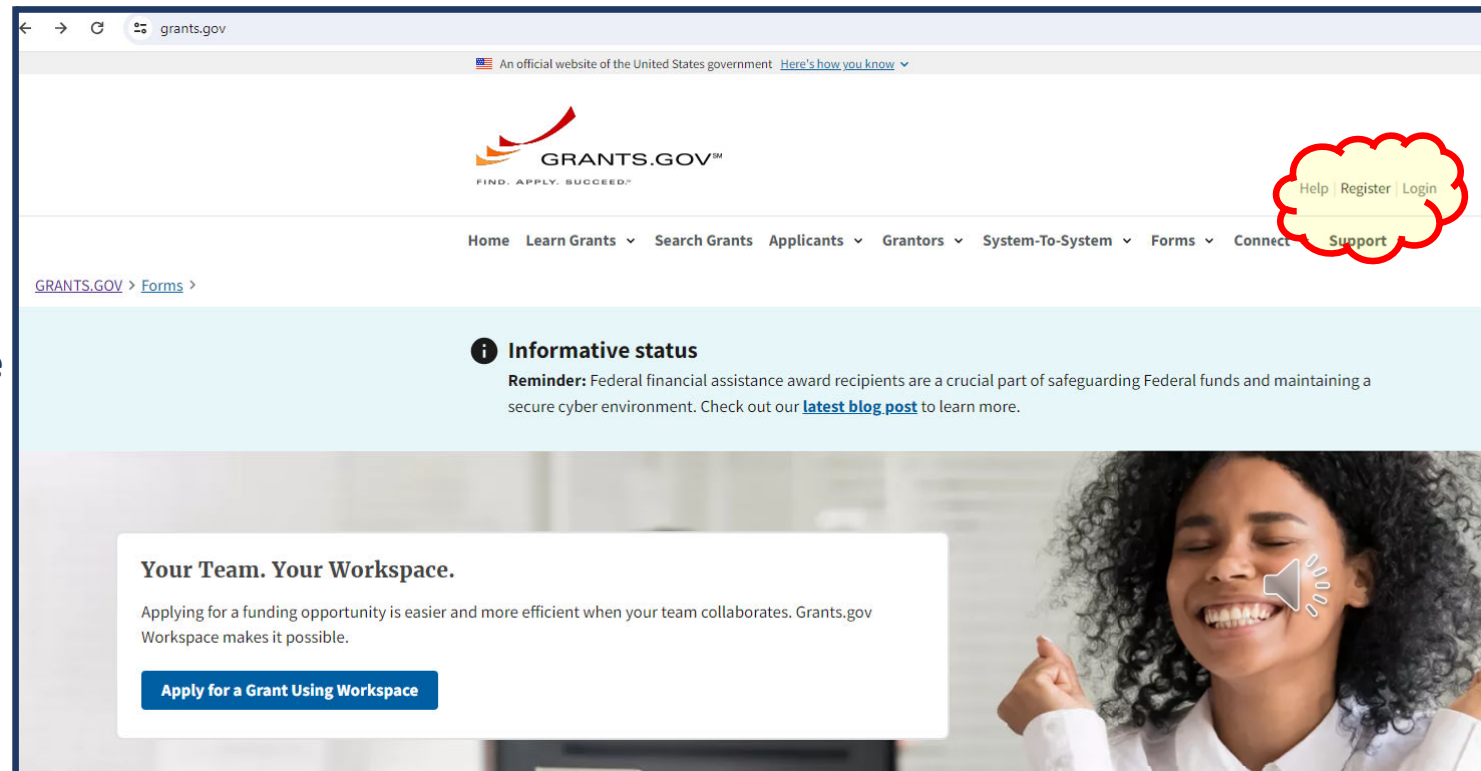 grants.gov
An official website of the United States government Here's how you know
GRANTS.GOV℠
FIND. APPLY. SUCCEED.℠
Help | Register | Login
Home Learn Grants Search Grants Applicants Grantors System-To-System Forms Connect Support
GRANTS.GOV > Forms >
Informative status
Reminder: Federal financial assistance award recipients are a crucial part of safeguarding Federal funds and maintaining a
secure cyber environment. Check out our latest blog post to learn more.
Your Team. Your Workspace.
Applying for a funding opportunity is easier and more efficient when your team collaborates. Grants.gov
Workspace makes it possible.
Apply for a Grant Using Workspace